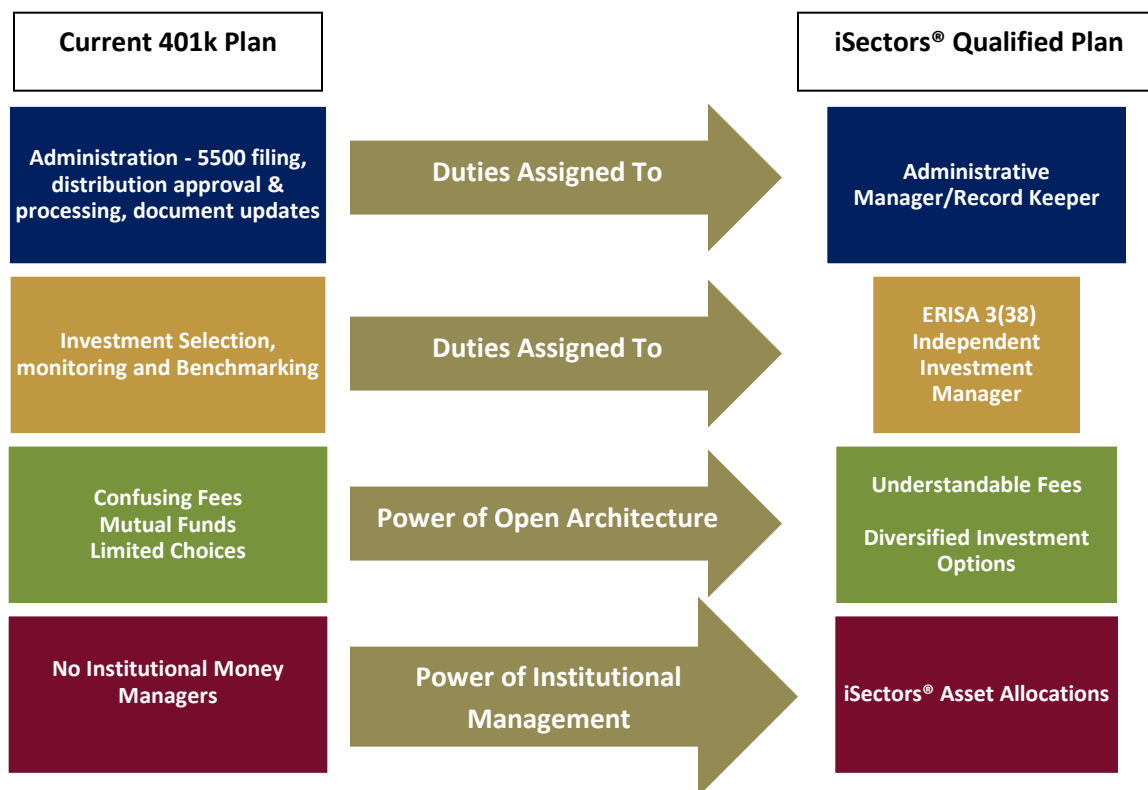 Current 401k Plan
iSectors® Qualified Plan
Administration - 5500 filing,
distribution approval &
processing, document updates
Duties Assigned To
Administrative
Manager/Record Keeper
Investment Selection,
monitoring and Benchmarking
Duties Assigned To
ERISA 3(38)
Independent
Investment
Manager
Confusing Fees
Mutual Funds
Limited Choices
Power of Open Architecture
Understandable Fees
Diversified Investment
Options
No Institutional Money
Managers
Power of Institutional
Management
iSectors® Asset Allocations